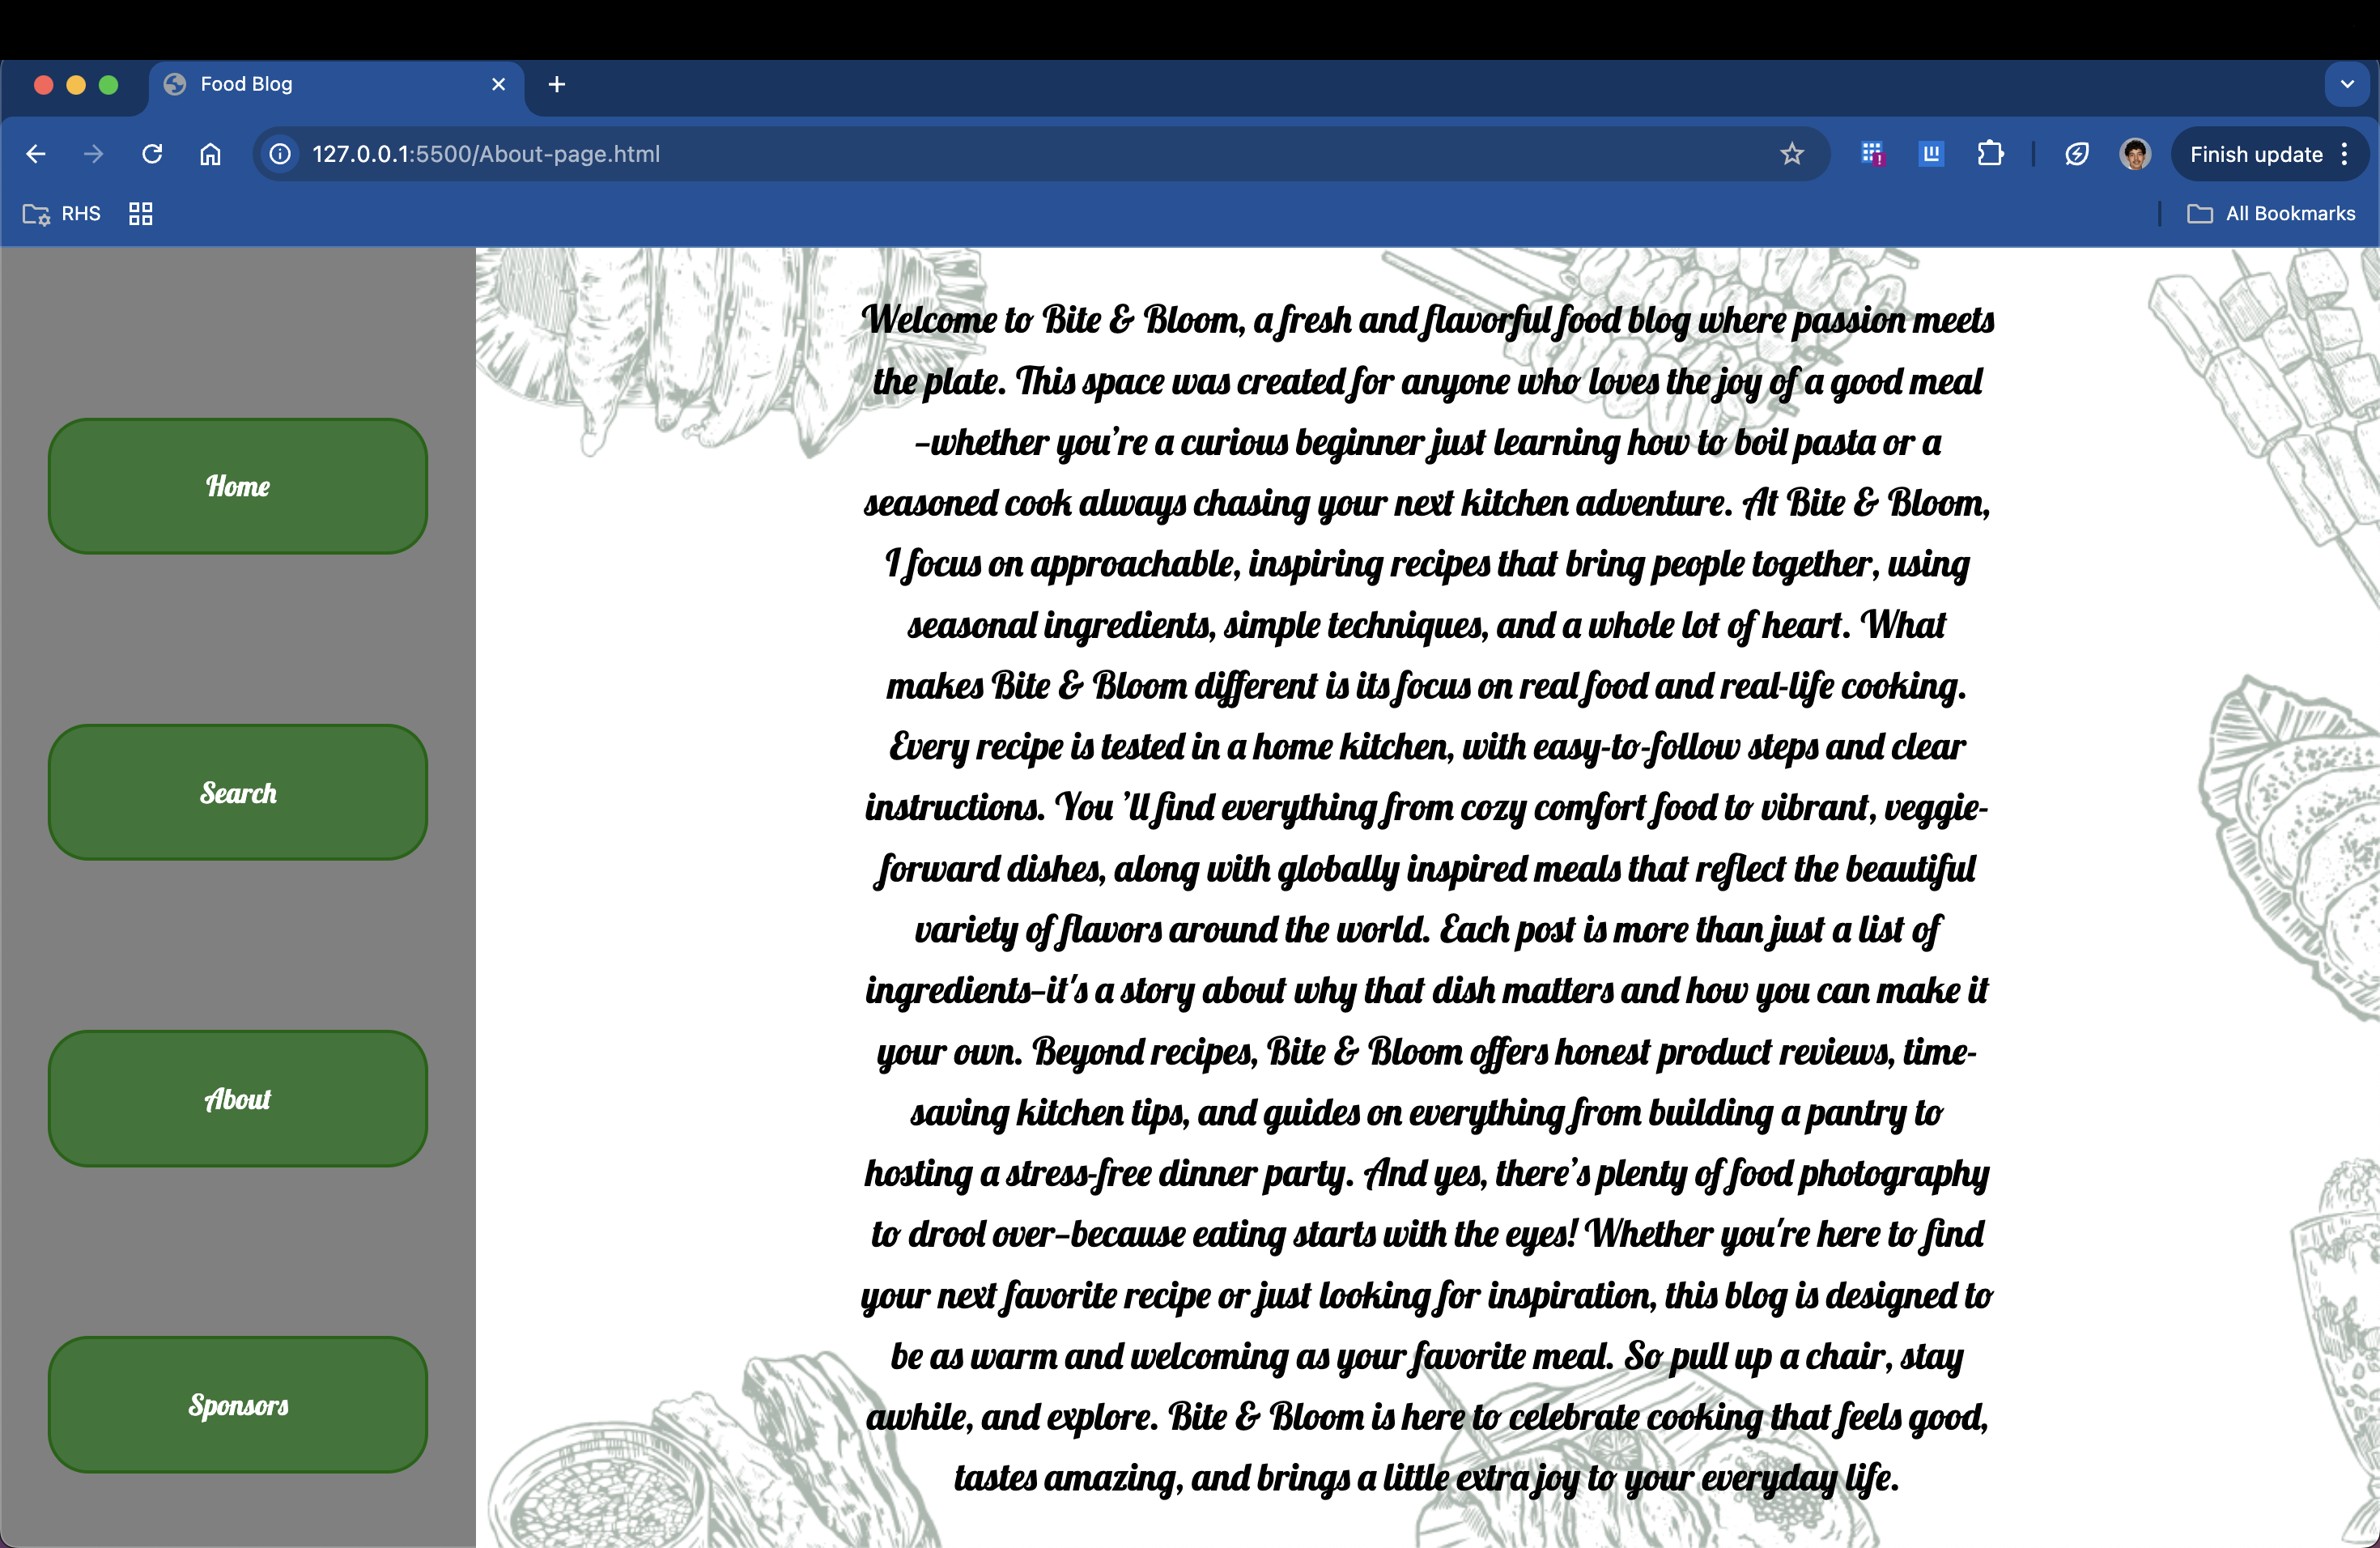 Food Blog
127.0.0.1:5500/About-page.html
Finish update
RHS
All Bookmarks
Home
Search
About
Sponsors
Welcome to Bite & Bloom, a fresh and flavorful food blog where passion meets
the plate. This space was created for anyone who loves the joy of a good meal
—whether you’re a curious beginner just learning how to boil pasta or a
seasoned cook always chasing your next kitchen adventure. At Bite & Bloom,
I focus on approachable, inspiring recipes that bring people together, using
seasonal ingredients, simple techniques, and a whole lot of heart. What
makes Bite & Bloom different is its focus on real food and real-life cooking.
Every recipe is tested in a home kitchen, with easy-to-follow steps and clear
instructions. You ’ll find everything from cozy comfort food to vibrant, veggie-
forward dishes, along with globally inspired meals that reflect the beautiful
variety of flavors around the world. Each post is more than just a list of
ingredients—it's a story about why that dish matters and how you can make it
your own. Beyond recipes, Bite & Bloom offers honest product reviews, time-
saving kitchen tips, and guides on everything from building a pantry to
hosting a stress-free dinner party. And yes, there’s plenty of food photography
to drool over—because eating starts with the eyes! Whether you're here to find
your next favorite recipe or just looking for inspiration, this blog is designed to
be as warm and welcoming as your favorite meal. So pull up a chair, stay
awhile, and explore. Bite & Bloom is here to celebrate cooking that feels good,
tastes amazing, and brings a little extra joy to your everyday life.